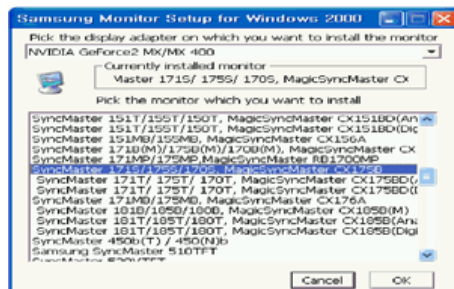 Samsung Monitor Setup for Windows 2000
Pick the display adapter on which you want to install the monitor
NVIDIA GeForce2 MX/MX 400
Currently installed monitor
Master 171S/ 175S/ 170S, MagicSyncMaster CX
Pick the monitor which you want to install
SyncMaster 151T/155T/150T, MagicSyncMaster CX151BD(An
SyncMaster 151T/155T/150T, MagicSyncMaster CX151BD(Dig
SyncMaster 151MB/155MB, MagicSyncMaster CX156A
SyncMaster 171B(M)/175B(M)/170B(M), MagicSyncMaster CX
SyncMaster 171MP/175MP,MagicSyncMaster RB1700MP
SyncMaster 171S/175S/170S, MagicSyncMaster CX175B
SyncMaster 171T/ 175T/ 170T, MagicSyncMaster CX175BD(
SyncMaster 171T/ 175T/ 170T, MagicSyncMaster CX175BD(
SyncMaster 171MB/175MB, MagicSyncMaster CX176A
SyncMaster 181B/185B/180B, MagicSyncMaster CX185B(M)
SyncMaster 181T/185T/180T, MagicSyncMaster CX185B(Ana
SyncMaster 181T/185T/180T, MagicSyncMaster CX185B(Digi
SyncMaster 450b(T) / 450(N)b
Samsung SyncMaster 510TFT
Cancel
OK